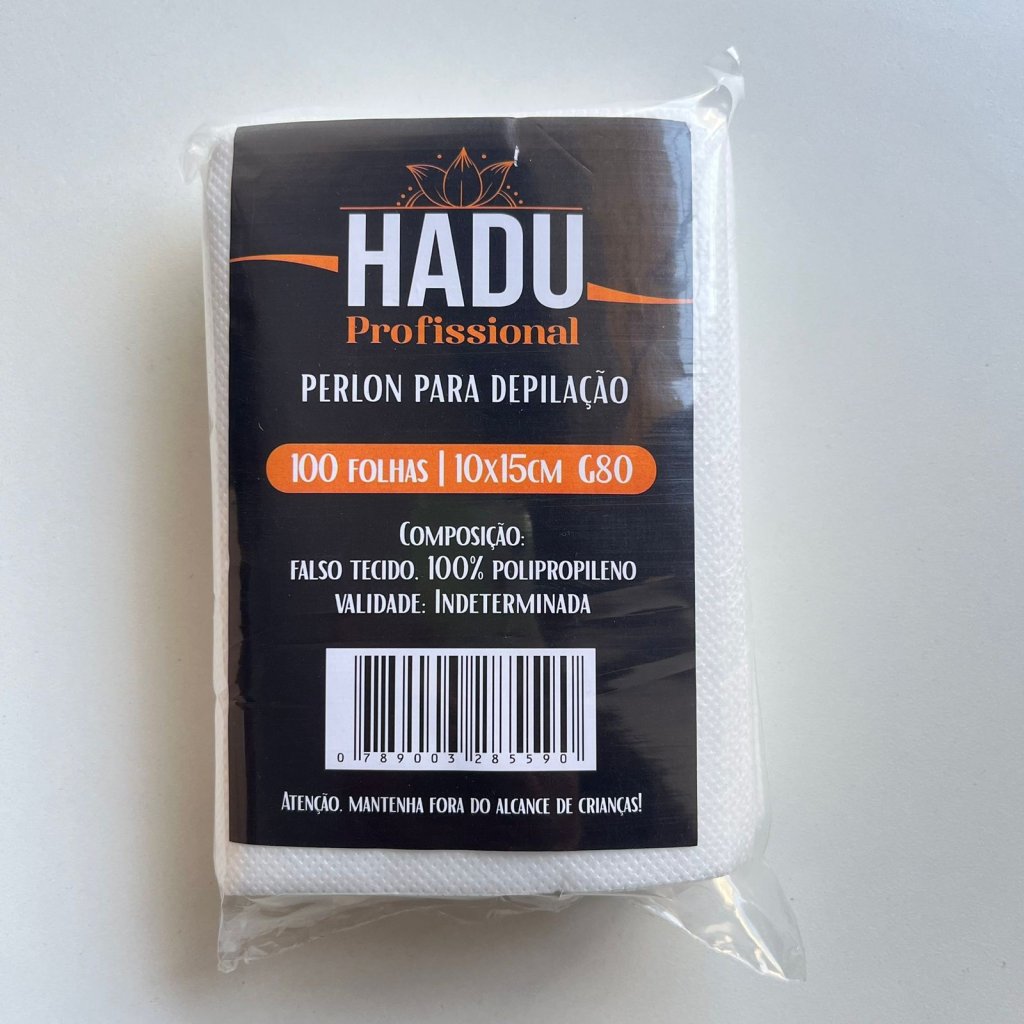 HADU
Profissional
PERLON PARA DEPILAÇÃO
100 FOLHAS | 10X15CM G80
COMPOSIÇÃO:
FALSO TECIDO. 100% POLIPROPILENO
VALIDADE: INDETERMINADA
0 789003 285590
ATENÇÃO. MANTENHA FORA DO ALCANCE DE CRIANÇAS!